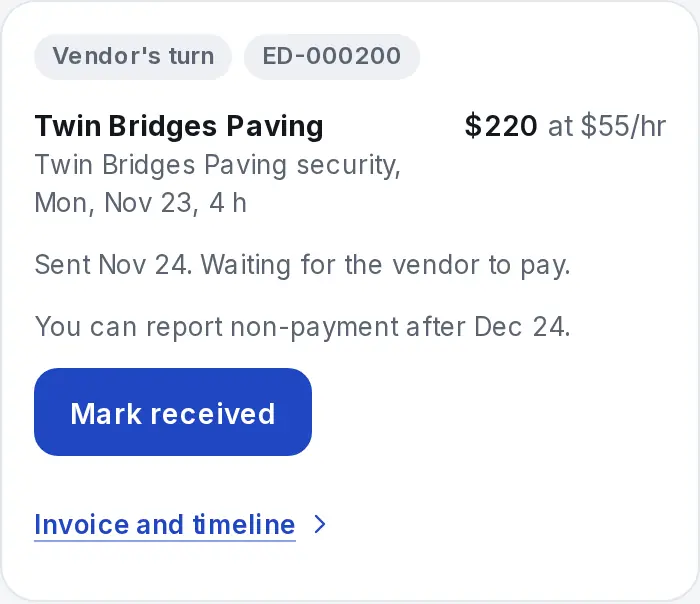 Vendor's turn ED-000200
Twin Bridges Paving $220 at $55/hr
Twin Bridges Paving security,
Mon, Nov 23, 4 h
Sent Nov 24. Waiting for the vendor to pay.
You can report non-payment after Dec 24.
Mark received
Invoice and timeline